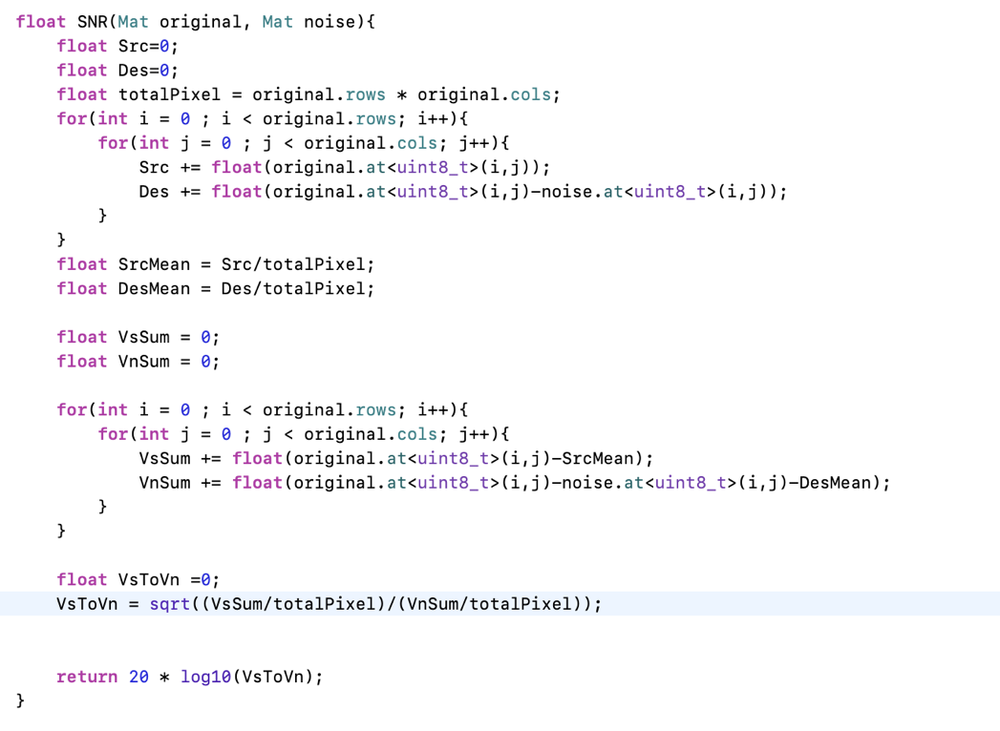 float SNR(Mat original, Mat noise){
    float Src=0;
    float Des=0;
    float totalPixel = original.rows * original.cols;
    for(int i = 0 ; i < original.rows; i++){
        for(int j = 0 ; j < original.cols; j++){
            Src += float(original.at<uint8_t>(i,j));
            Des += float(original.at<uint8_t>(i,j)-noise.at<uint8_t>(i,j));
        }
    }
    float SrcMean = Src/totalPixel;
    float DesMean = Des/totalPixel;

    float VsSum = 0;
    float VnSum = 0;

    for(int i = 0 ; i < original.rows; i++){
        for(int j = 0 ; j < original.cols; j++){
            VsSum += float(original.at<uint8_t>(i,j)-SrcMean);
            VnSum += float(original.at<uint8_t>(i,j)-noise.at<uint8_t>(i,j)-DesMean);
        }
    }

    float VsToVn =0;
    VsToVn = sqrt((VsSum/totalPixel)/(VnSum/totalPixel));


    return 20 * log10(VsToVn);
}